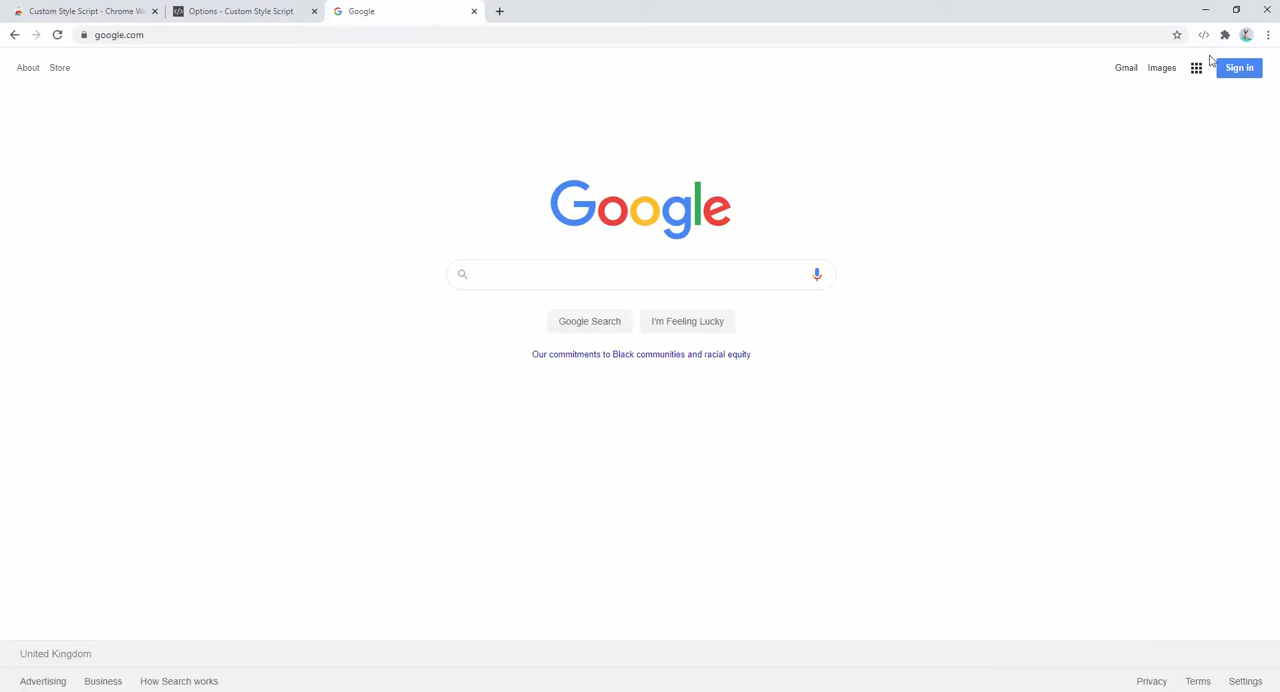 Custom Style Script - Chrome W
Options - Custom Style Script
Google
google.com
About Store
Gmail Images Sign in
Google
Google Search I'm Feeling Lucky
Our commitments to Black communities and racial equity
United Kingdom
Advertising Business How Search works
Privacy Terms Settings